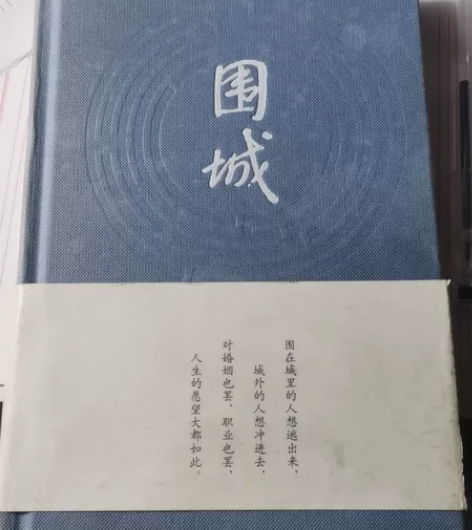 围
城
围在城里的人想逃出来，
城外的人想冲进去，
对婚姻也罢，职业也罢，
人生的愿望大都如此。